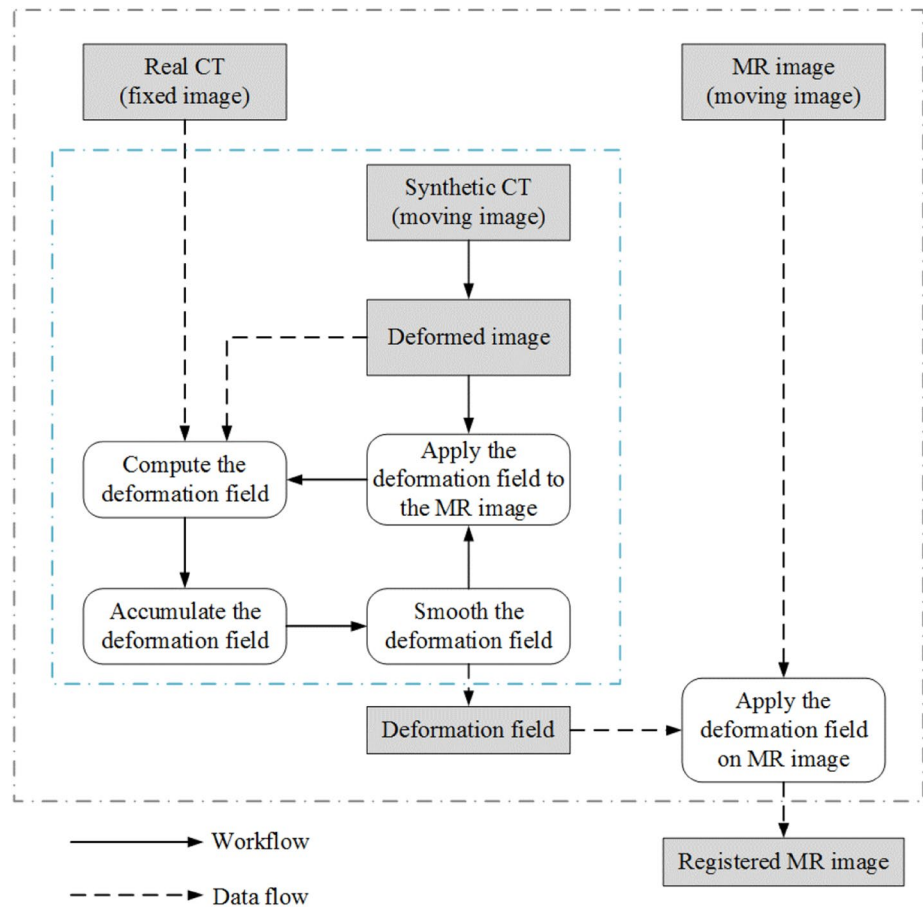 Real CT
(fixed image)
MR image
(moving image)
Synthetic CT
(moving image)
Deformed image
Compute the
deformation field
Apply the
deformation field to
the MR image
Accumulate the
deformation field
Smooth the
deformation field
Deformation field
Apply the
deformation field
on MR image
Workflow
Registered MR image
Data flow